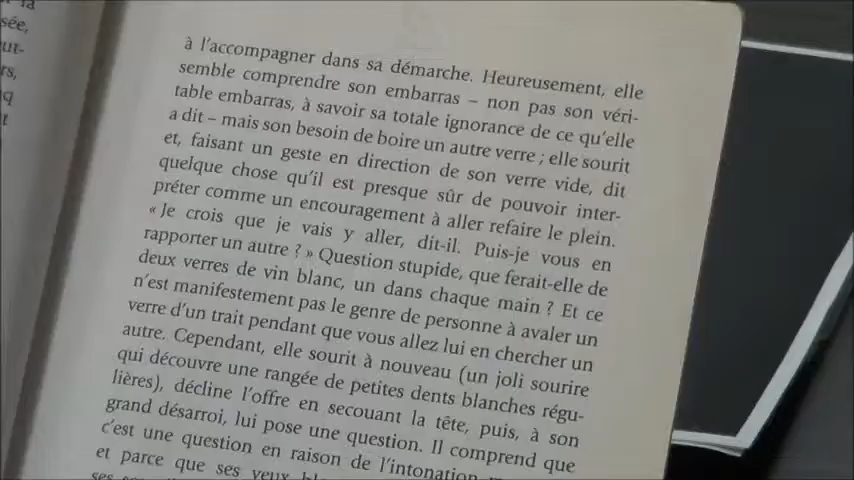 sée,
à l'accompagner dans sa démarche. Heureusement, elle
semble comprendre son embarras – non pas son véri-
table embarras, à savoir sa totale ignorance de ce qu'elle
a dit – mais son besoin de boire un autre verre ; elle sourit
et, faisant un geste en direction de son verre vide, dit
quelque chose qu'il est presque sûr de pouvoir inter-
préter comme un encouragement à aller refaire le plein.
« Je crois que je vais y aller, dit-il. Puis-je vous en
rapporter un autre ? » Question stupide, que ferait-elle de
deux verres de vin blanc, un dans chaque main ? Et ce
n'est manifestement pas le genre de personne à avaler un
verre d'un trait pendant que vous allez lui en chercher un
autre. Cependant, elle sourit à nouveau (un joli sourire
qui découvre une rangée de petites dents blanches régu-
lières), décline l'offre en secouant la tête, puis, à son
grand désarroi, lui pose une question. Il comprend que
c'est une question en raison de l'intonation
et parce que ses yeux